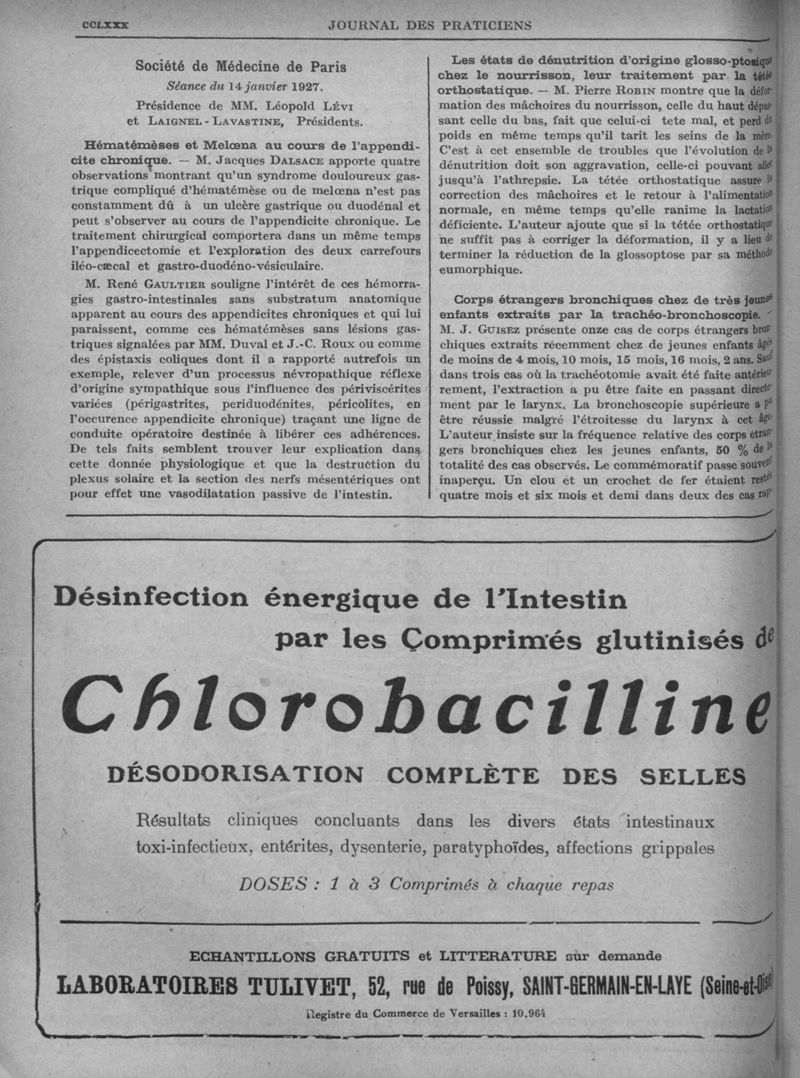 CCLXXX
JOURNAL DES PRATICIENS
Société de Médecine de Paris
Séance du 14 janvier 1927.
Présidence de MM. Léopold LÉVI
et LAIGNEL-LAVASTINE, Présidents.
Hématémèses et Melœna au cours de l'appendi-
cite chronique. — M. Jacques DALSACE apporte quatre
observations montrant qu'un syndrome douloureux gas-
trique compliqué d'hématémèse ou de melœna n'est pas
constamment dû à un ulcère gastrique ou duodénal et
peut s'observer au cours de l'appendicite chronique. Le
traitement chirurgical comportera dans un même temps
l'appendicectomie et l'exploration des deux carrefours
iléo-cæcal et gastro-duodéno-vésiculaire.
M. René GAULTIER souligne l'intérêt de ces hémorra-
gies gastro-intestinales sans substratum anatomique
apparent au cours des appendicites chroniques et qui lui
paraissent, comme ces hématémèses sans lésions gas-
triques signalées par MM. Duval et J.-C. Roux ou comme
des épistaxis coliques dont il a rapporté autrefois un
exemple, relever d'un processus névropathique réflexe
d'origine sympathique sous l'influence des périviscérites
variées (périgastrites, periduodénites, péricolites, en
l'occurence appendicite chronique) traçant une ligne de
conduite opératoire destinée à libérer ces adhérences.
De tels faits semblent trouver leur explication dans
cette donnée physiologique et que la destruction du
plexus solaire et la section des nerfs mésentériques ont
pour effet une vasodilatation passive de l'intestin.
Les états de dénutrition d'origine glosso-ptosique
chez le nourrisson, leur traitement par la tétée
orthostatique. — M. Pierre ROBIN montre que la défor-
mation des mâchoires du nourrisson, celle du haut dépas-
sant celle du bas, fait que celui-ci tete mal, et perd de
poids en même temps qu'il tarit les seins de la mère.
C'est à cet ensemble de troubles que l'évolution de la
dénutrition doit son aggravation, celle-ci pouvant aller
jusqu'à l'athrepsie. La tétée orthostatique assure la
correction des mâchoires et le retour à l'alimentation
normale, en même temps qu'elle ranime la lactation
déficiente. L'auteur ajoute que si la tétée orthostatique
ne suffit pas à corriger la déformation, il y a lieu de
terminer la réduction de la glossoptose par sa méthode
eumorphique.
Corps étrangers bronchiques chez de très jeunes
enfants extraits par la trachéo-bronchoscopie. —
M. J. GUISEZ présente onze cas de corps étrangers bron-
chiques extraits récemment chez de jeunes enfants âgés
de moins de 4 mois, 10 mois, 15 mois, 16 mois, 2 ans. Sauf
dans trois cas où la trachéotomie avait été faite antérieu-
rement, l'extraction a pu être faite en passant directe-
ment par le larynx. La bronchoscopie supérieure a pu
être réussie malgré l'étroitesse du larynx à cet âge.
L'auteur insiste sur la fréquence relative des corps étran-
gers bronchiques chez les jeunes enfants, 50 % de la
totalité des cas observés. Le commémoratif passe souvent
inaperçu. Un clou et un crochet de fer étaient restés
quatre mois et six mois et demi dans deux des cas rap-
Désinfection énergique de l'Intestin
par les Comprimés glutinisés de
Chlorobacilline
DÉSODORISATION COMPLÈTE DES SELLES
Résultats cliniques concluants dans les divers états intestinaux
toxi-infectieux, entérites, dysenterie, paratyphoïdes, affections grippales
DOSES : 1 à 3 Comprimés à chaque repas
ECHANTILLONS GRATUITS et LITTERATURE sur demande
LABORATOIRES TULIVET, 52, rue de Poissy, SAINT-GERMAIN-EN-LAYE (Seine-et-Oise)
Registre du Commerce de Versailles : 10.964